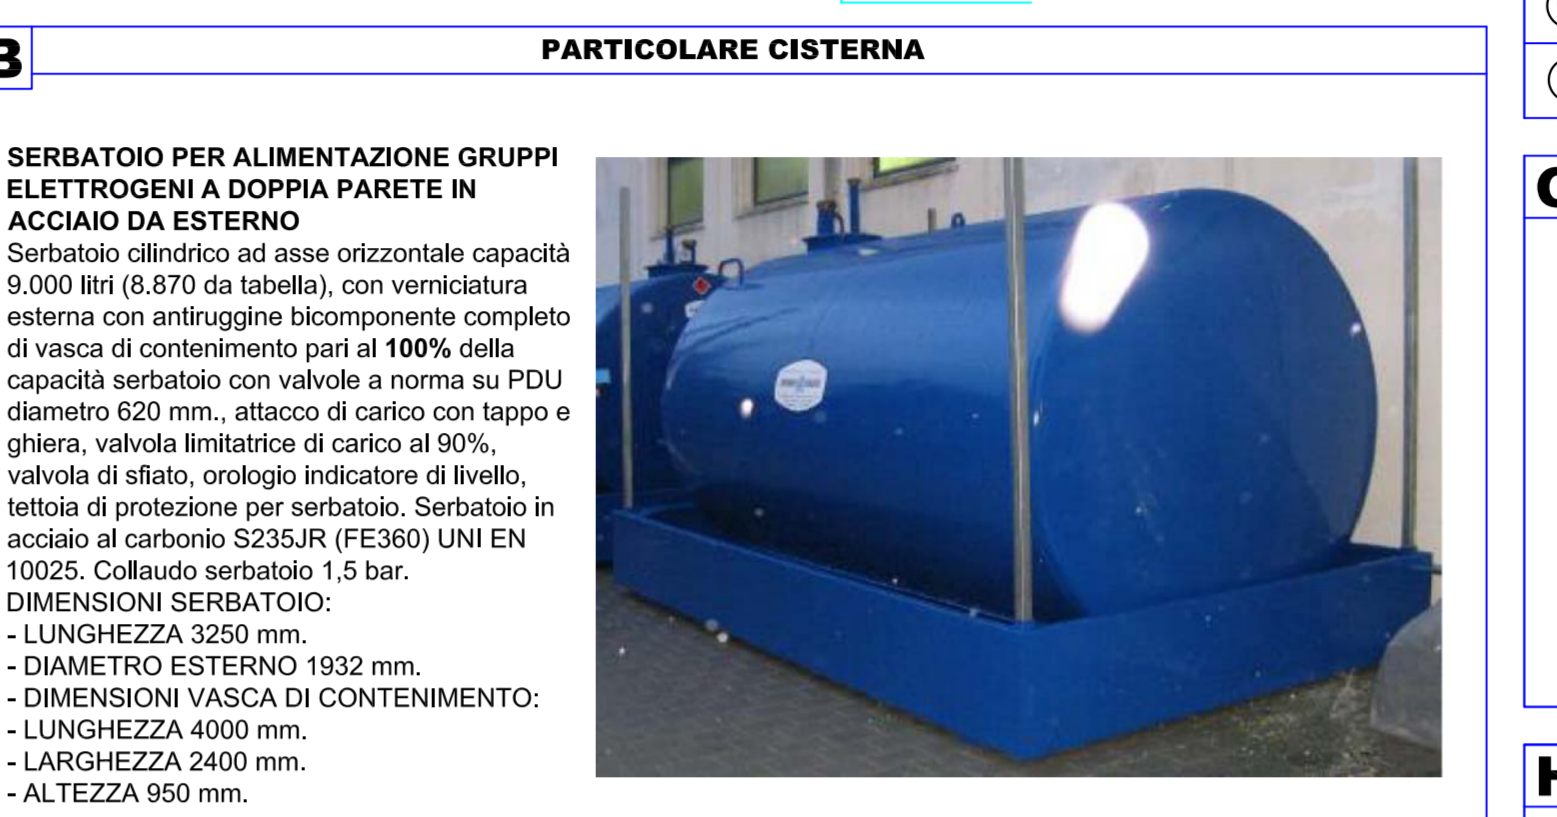 B
PARTICOLARE CISTERNA
SERBATOIO PER ALIMENTAZIONE GRUPPI
ELETTROGENI A DOPPIA PARETE IN
ACCIAIO DA ESTERNO
Serbatoio cilindrico ad asse orizzontale capacità
9.000 litri (8.870 da tabella), con verniciatura
esterna con antiruggine bicomponente completo
di vasca di contenimento pari al 100% della
capacità serbatoio con valvole a norma su PDU
diametro 620 mm., attacco di carico con tappo e
ghiera, valvola limitatrice di carico al 90%,
valvola di sfiato, orologio indicatore di livello,
tettoia di protezione per serbatoio. Serbatoio in
acciaio al carbonio S235JR (FE360) UNI EN
10025. Collaudo serbatoio 1,5 bar.
DIMENSIONI SERBATOIO:
- LUNGHEZZA 3250 mm.
- DIAMETRO ESTERNO 1932 mm.
- DIMENSIONI VASCA DI CONTENIMENTO:
- LUNGHEZZA 4000 mm.
- LARGHEZZA 2400 mm.
- ALTEZZA 950 mm.